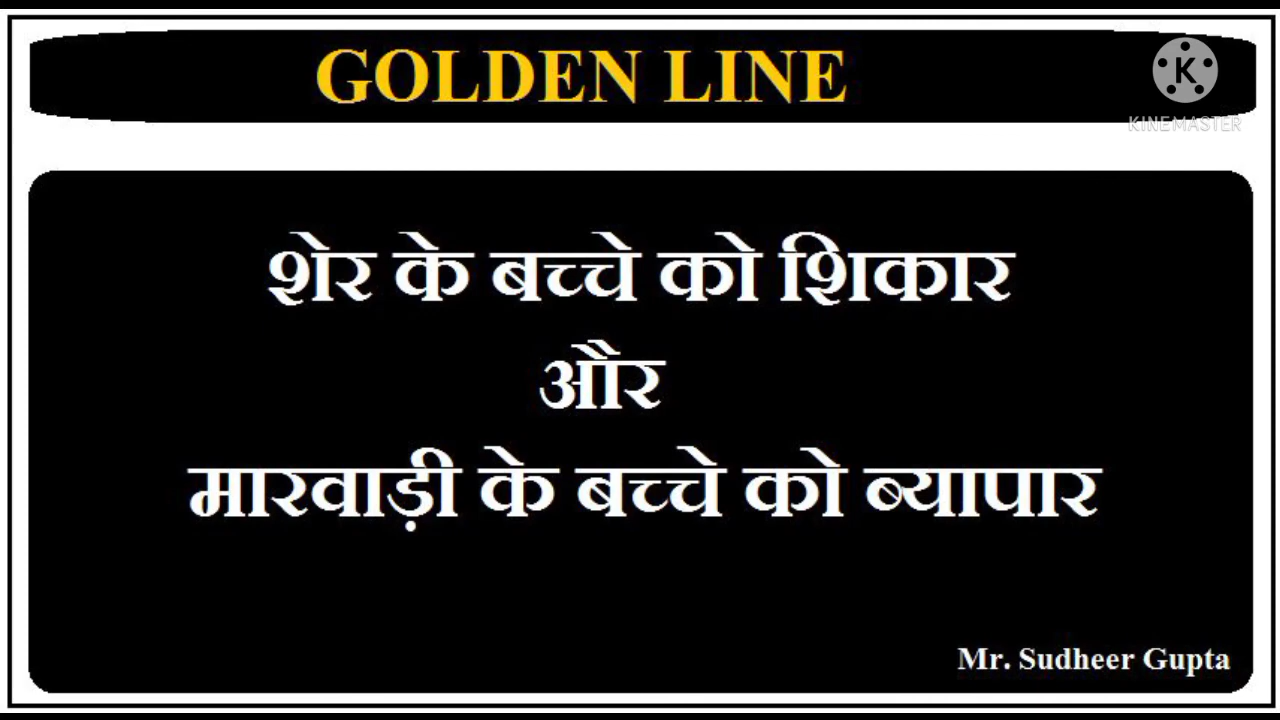 GOLDEN LINE
K
KINEMASTER
शेर के बच्चे को शिकार
और
मारवाड़ी के बच्चे को ब्यापार
Mr. Sudheer Gupta